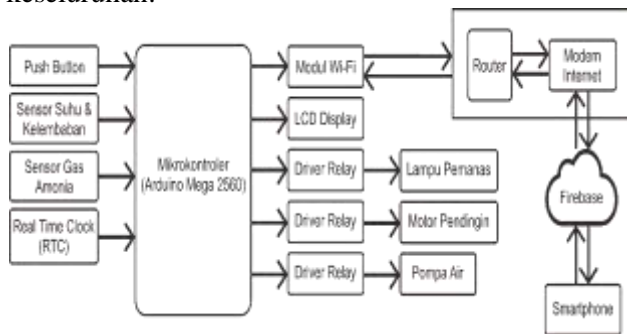 Push Button
Sensor Suhu &
Kelembaban
Sensor Gas
Amonia
Real Time Clock
(RTC)
Mikrokontroler
(Arduino Mega 2560)
Modul Wi-Fi
LCD Display
Driver Relay
Driver Relay
Driver Relay
Lampu Pemanas
Motor Pendingin
Pompa Air
Router
Modem
Internet
Firebase
Smartphone